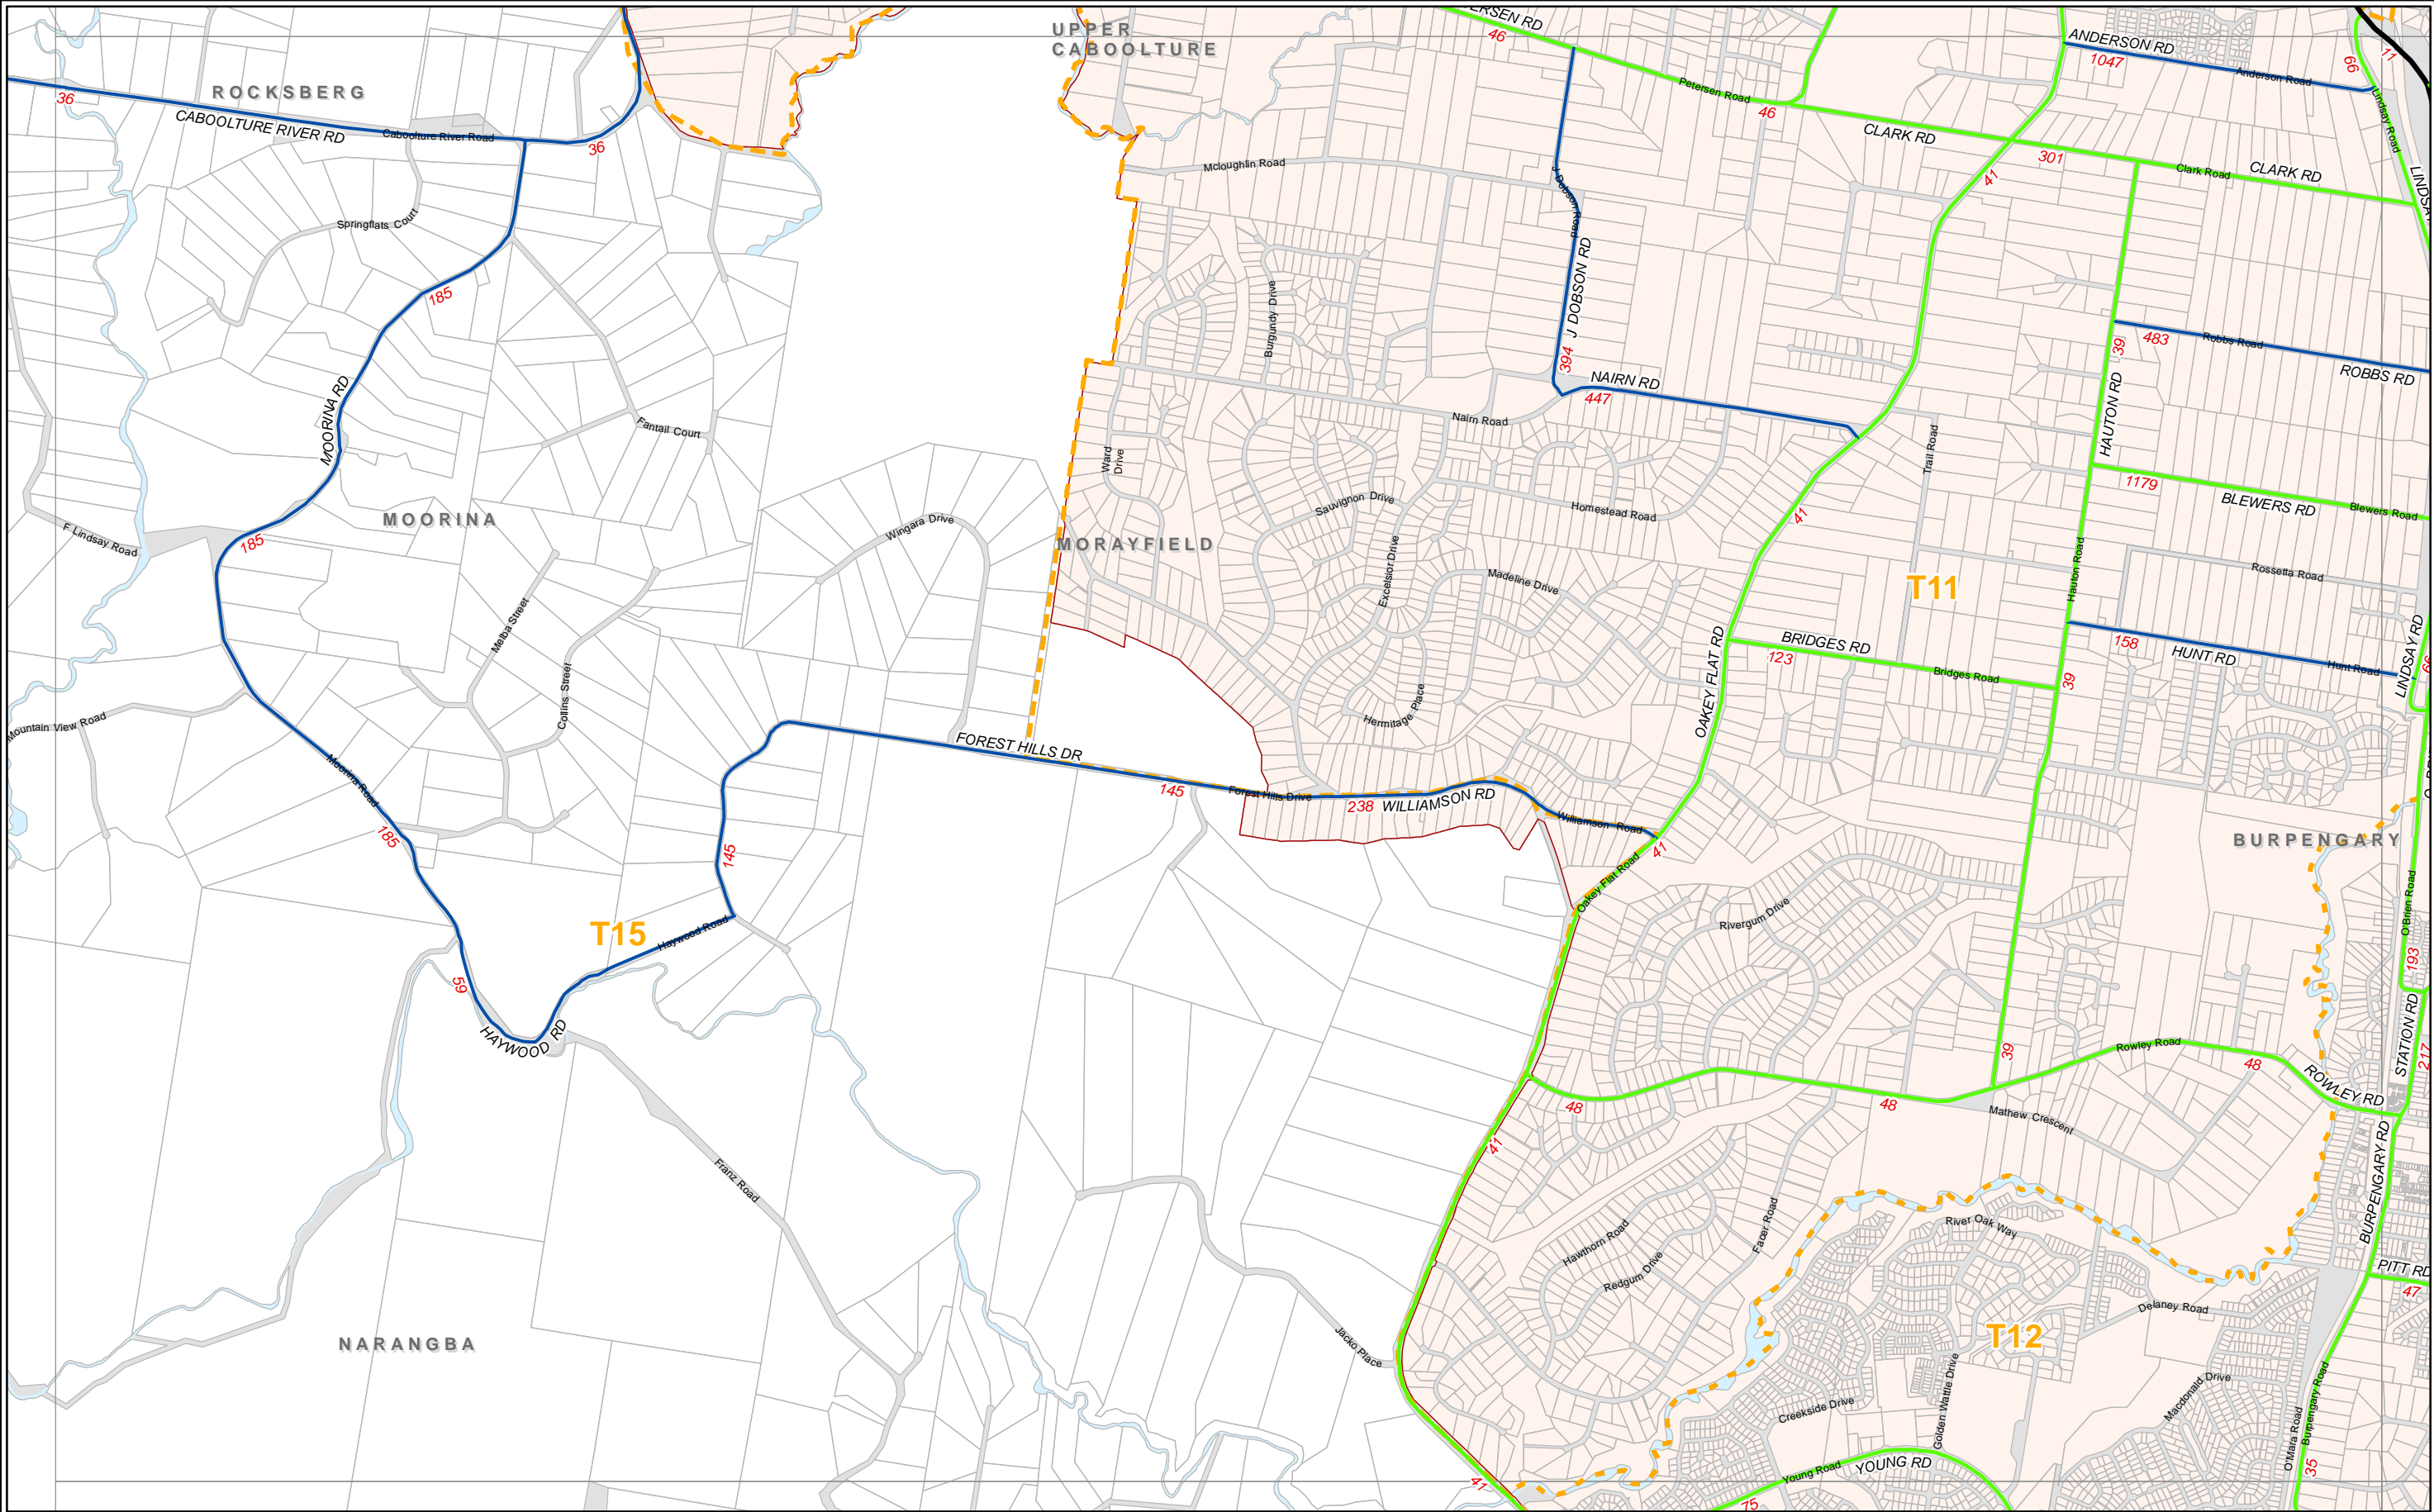 UPPER
CABOOLTURE
ERSEN RD
46
ANDERSON RD
1047
Anderson Road
66
11
Lindsay Road
ROCKSBERG
36
CABOOLTURE RIVER RD
Caboolture River Road
36
Petersen Road
46
CLARK RD
301
Clark Road
CLARK RD
LINDSAY
41
Mcloughlin Road
J Dobson Road
Springflats Court
185
J DOBSON RD
394
Burgundy Drive
39
483
Robbs Road
ROBBS RD
NAIRN RD
447
Nairn Road
MOORINA RD
HAUTON RD
Fantail Court
Ward
Drive
Trail Road
1179
BLEWERS RD
Blewers Road
Sauvignon Drive
Homestead Road
41
MOORINA
F Lindsay Road
185
Wingara Drive
MORAYFIELD
Excelsior Drive
Madeline Drive
T11
Hauton Road
Rossetta Road
Melba Street
Collins Street
BRIDGES RD
123
Bridges Road
158
HUNT RD
Hunt Road
LINDSAY RD
66
OAKEY FLAT RD
39
Hermitage Place
Mountain View Road
Moorina Road
FOREST HILLS DR
145
Forest Hills Drive
238
WILLIAMSON RD
Williamson Road
185
145
41
BURPENGARY
Oakey Flat Road
Rivergum Drive
O'Brien Road
T15
Haywood Road
59
193
HAYWOOD RD
STATION RD
217
39
Rowley Road
48
ROWLEY RD
48
48
Mathew Crescent
41
BURPENGARY RD
Franz Road
Hawthorn Road
Redgum Drive
Facer Road
River Oak Way
PITT RD
47
Delaney Road
T12
NARANGBA
Jacko Place
Golden Wattle Drive
Macdonald Drive
Creekside Drive
O'Mara Road
Burpengary Road
41
Young Road
YOUNG RD
75
35